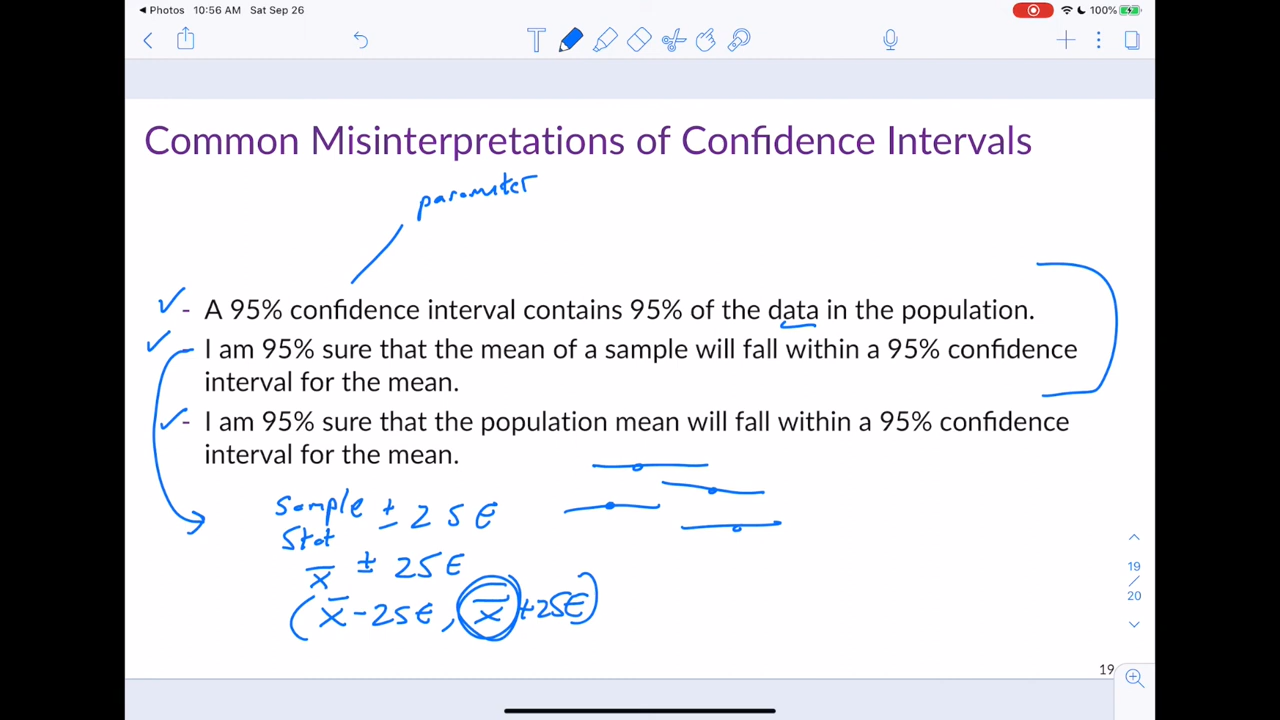 Photos 10:56 AM Sat Sep 26 100%
T
Common Misinterpretations of Confidence Intervals
parameter
- A 95% confidence interval contains 95% of the data in the population.
- I am 95% sure that the mean of a sample will fall within a 95% confidence
interval for the mean.
- I am 95% sure that the population mean will fall within a 95% confidence
interval for the mean.
Sample ± 2SE
Stat
x̄ ± 2SE
(x̄ - 2SE, x̄ + 2SE)
19
/
20
19